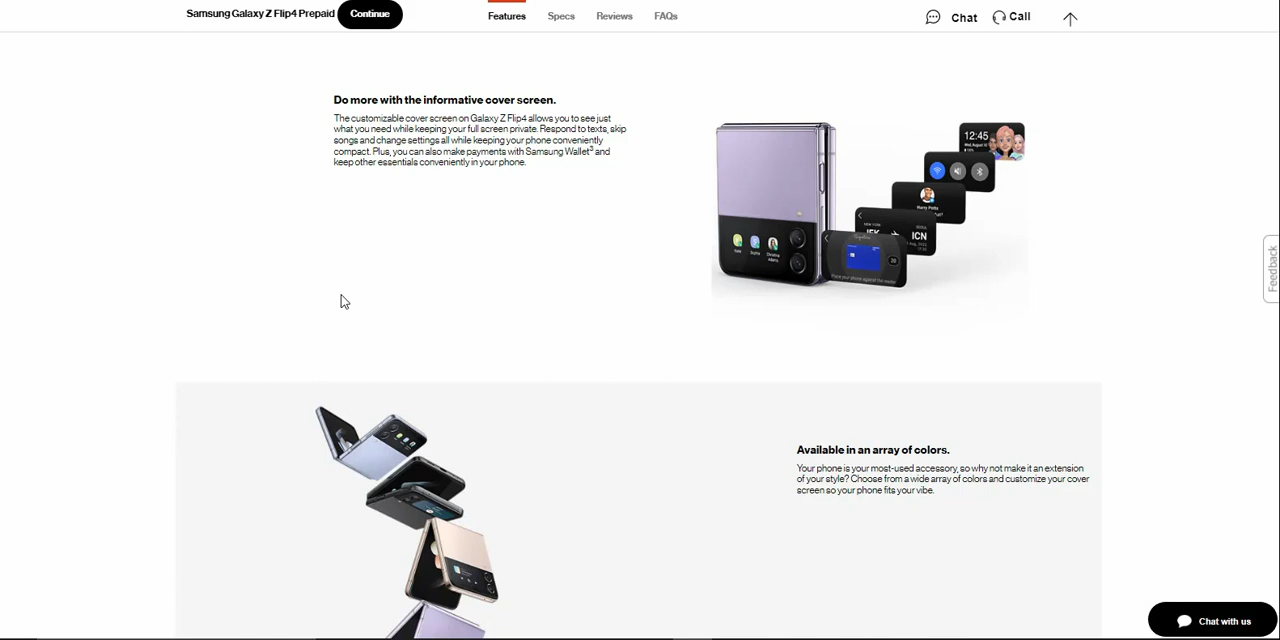 Samsung Galaxy Z Flip4 Prepaid
Continue
Features
Specs
Reviews
FAQs
Chat
Call
Do more with the informative cover screen.
The customizable cover screen on Galaxy Z Flip4 allows you to see just
what you need while keeping your full screen private. Respond to texts, skip
songs and change settings all while keeping your phone conveniently
compact. Plus, you can also make payments with Samsung Wallet³ and
keep other essentials conveniently in your phone.
12:45
ICN
Feedback
Available in an array of colors.
Your phone is your most-used accessory, so why not make it an extension
of your style? Choose from a wide array of colors and customize your cover
screen so your phone fits your vibe.
Chat with us